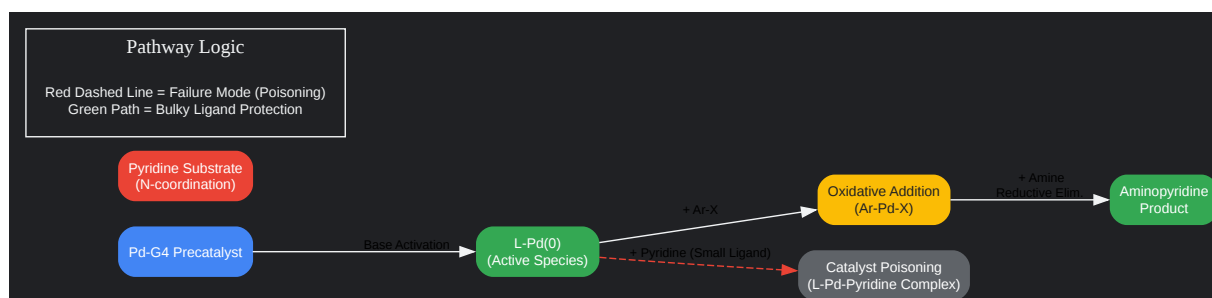 Pathway Logic
Red Dashed Line = Failure Mode (Poisoning)
Green Path = Bulky Ligand Protection
Pyridine Substrate
(N-coordination)
Pd-G4 Precatalyst
Base Activation
L-Pd(0)
(Active Species)
+ Ar-X
+ Pyridine (Small Ligand)
Oxidative Addition
(Ar-Pd-X)
Catalyst Poisoning
(L-Pd-Pyridine Complex)
+ Amine
Reductive Elim.
Aminopyridine
Product